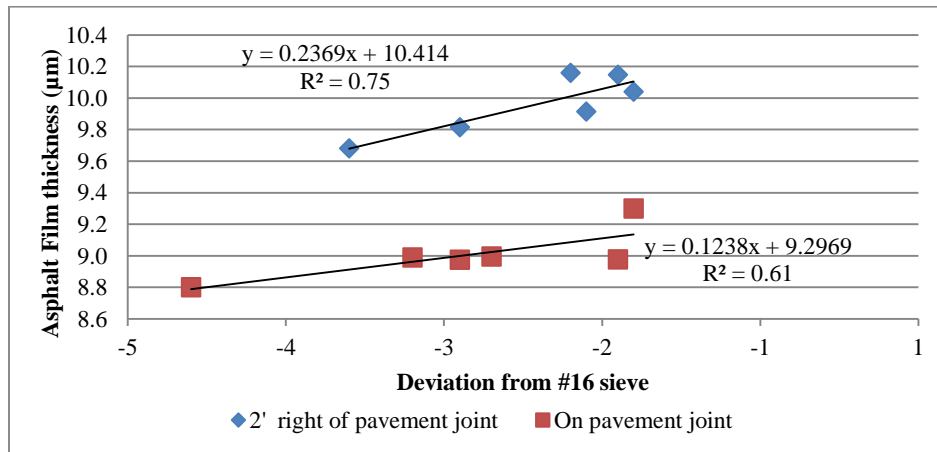 10.4
10.2
10.0
9.8
9.6
9.4
9.2
9.0
8.8
8.6
Asphalt Film thickness (µm)
y = 0.2369x + 10.414
R² = 0.75
y = 0.1238x + 9.2969
R² = 0.61
-5 -4 -3 -2 -1 1
Deviation from #16 sieve
2' right of pavement joint On pavement joint